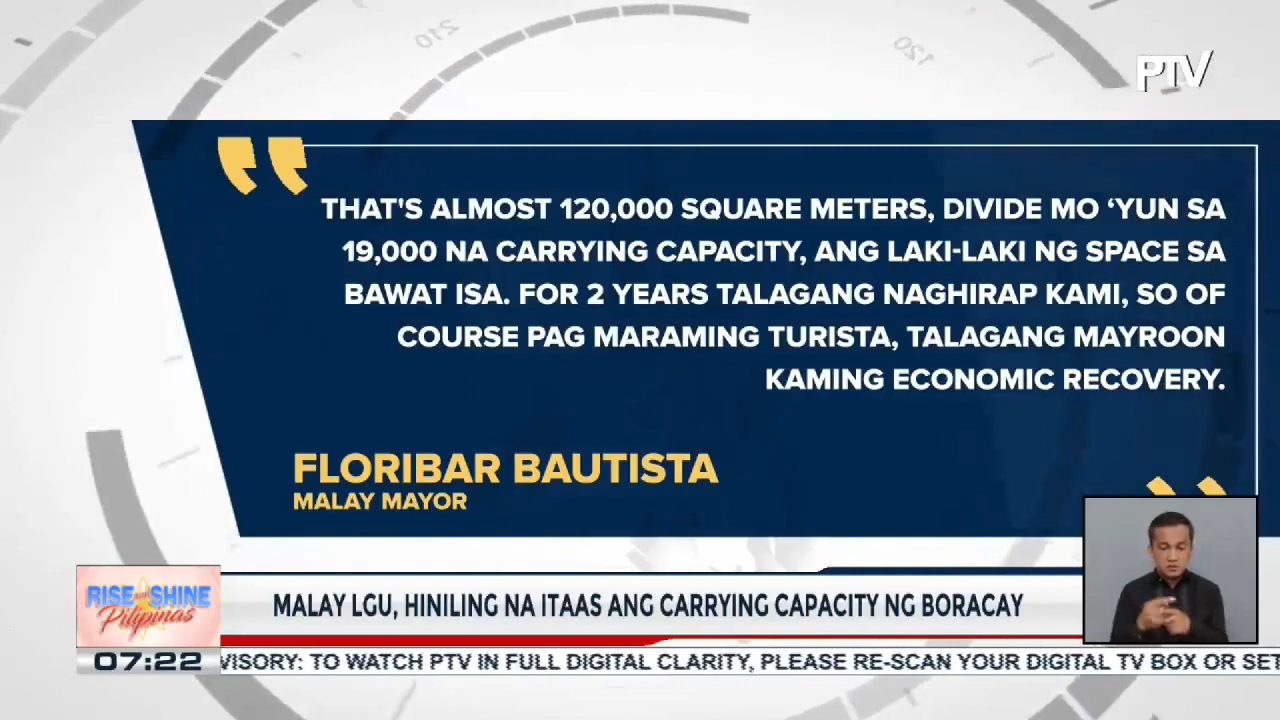 210
120
PTV
THAT'S ALMOST 120,000 SQUARE METERS, DIVIDE MO ‘YUN SA
19,000 NA CARRYING CAPACITY, ANG LAKI-LAKI NG SPACE SA
BAWAT ISA. FOR 2 YEARS TALAGANG NAGHIRAP KAMI, SO OF
COURSE PAG MARAMING TURISTA, TALAGANG MAYROON
KAMING ECONOMIC RECOVERY.
FLORIBAR BAUTISTA
MALAY MAYOR
RISE AND SHINE
Pilipinas
MALAY LGU, HINILING NA ITAAS ANG CARRYING CAPACITY NG BORACAY
07:22
VISORY: TO WATCH PTV IN FULL DIGITAL CLARITY, PLEASE RE-SCAN YOUR DIGITAL TV BOX OR SET